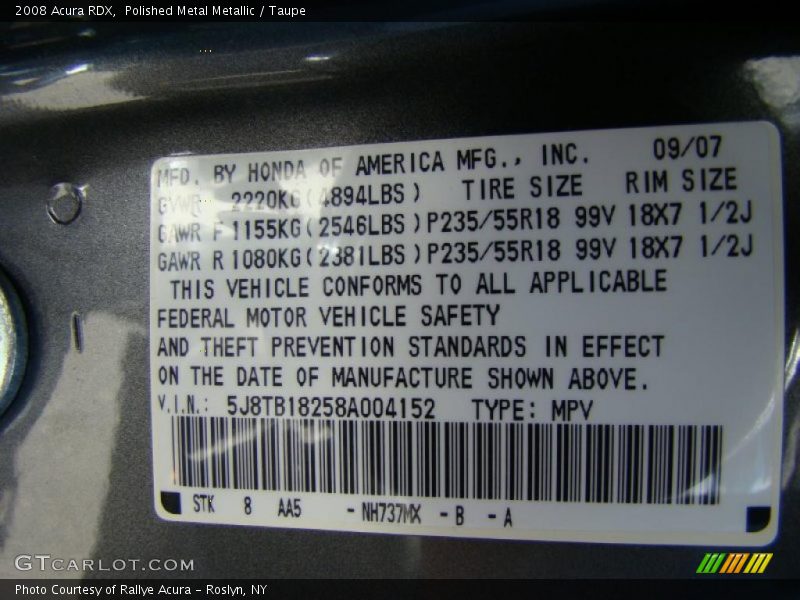 2008 Acura RDX, Polished Metal Metallic / Taupe
MFD. BY HONDA OF AMERICA MFG., INC. 09/07
GVWR 2220KG(4894LBS) TIRE SIZE RIM SIZE
GAWR F 1155KG(2546LBS)P235/55R18 99V 18X7 1/2J
GAWR R 1080KG(2381LBS)P235/55R18 99V 18X7 1/2J
THIS VEHICLE CONFORMS TO ALL APPLICABLE
FEDERAL MOTOR VEHICLE SAFETY
AND THEFT PREVENTION STANDARDS IN EFFECT
ON THE DATE OF MANUFACTURE SHOWN ABOVE.
V.I.N.: 5J8TB18258A004152 TYPE: MPV
STK 8 AA5 - NH737MX - B - A
GTCARLOT.COM
Photo Courtesy of Rallye Acura – Roslyn, NY